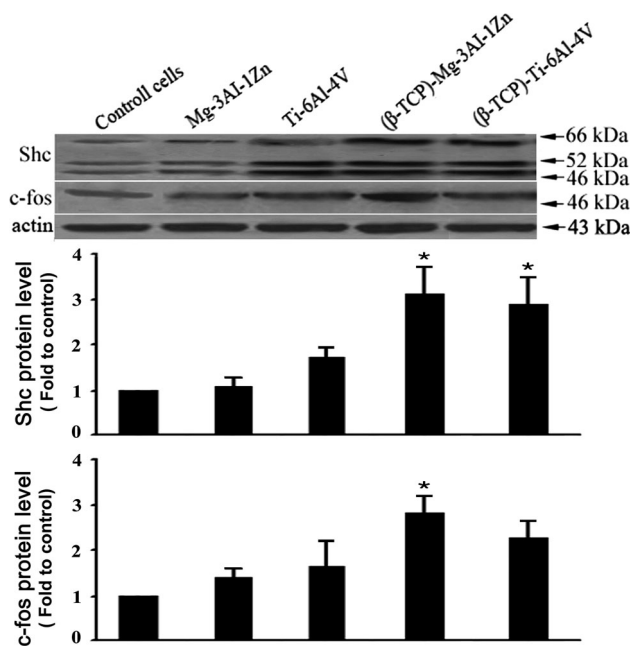 Controll cells
Mg-3Al-1Zn
Ti-6Al-4V
(β-TCP)-Mg-3Al-1Zn
(β-TCP)-Ti-6Al-4V
Shc
66 kDa
52 kDa
46 kDa
c-fos
46 kDa
actin
43 kDa
Shc protein level
( Fold to control)
4
3
2
1
0
*
*
c-fos protein level
( Fold to control)
4
3
2
1
0
*